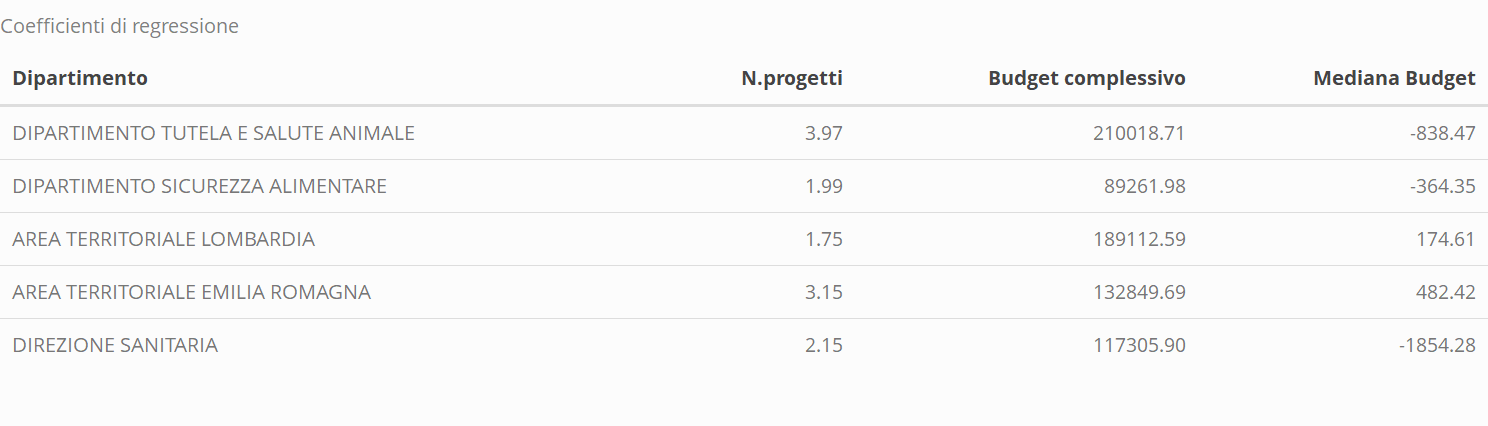 Coefficienti di regressione
Dipartimento N.progetti Budget complessivo Mediana Budget
DIPARTIMENTO TUTELA E SALUTE ANIMALE 3.97 210018.71 -838.47
DIPARTIMENTO SICUREZZA ALIMENTARE 1.99 89261.98 -364.35
AREA TERRITORIALE LOMBARDIA 1.75 189112.59 174.61
AREA TERRITORIALE EMILIA ROMAGNA 3.15 132849.69 482.42
DIREZIONE SANITARIA 2.15 117305.90 -1854.28